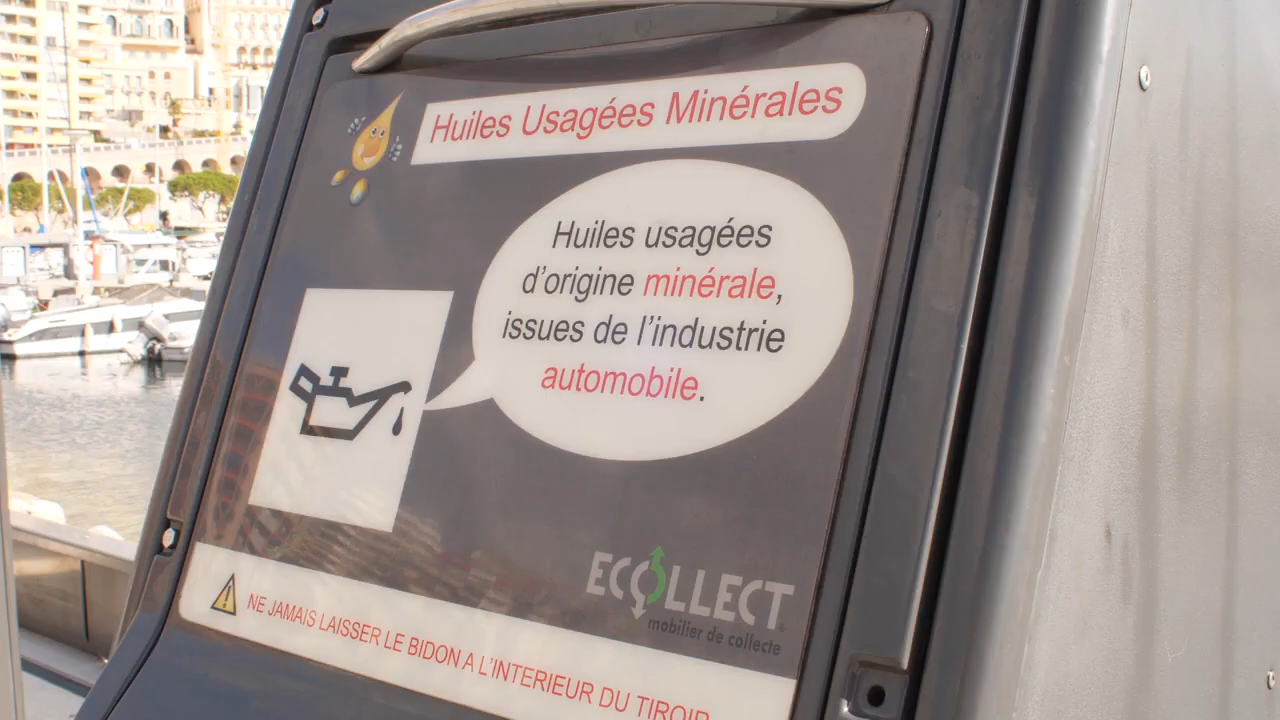 Huiles Usagées Minérales
Huiles usagées
d'origine minérale,
issues de l'industrie
automobile.
ECOLLECT
mobilier de collecte
NE JAMAIS LAISSER LE BIDON A L'INTERIEUR DU TIROIR